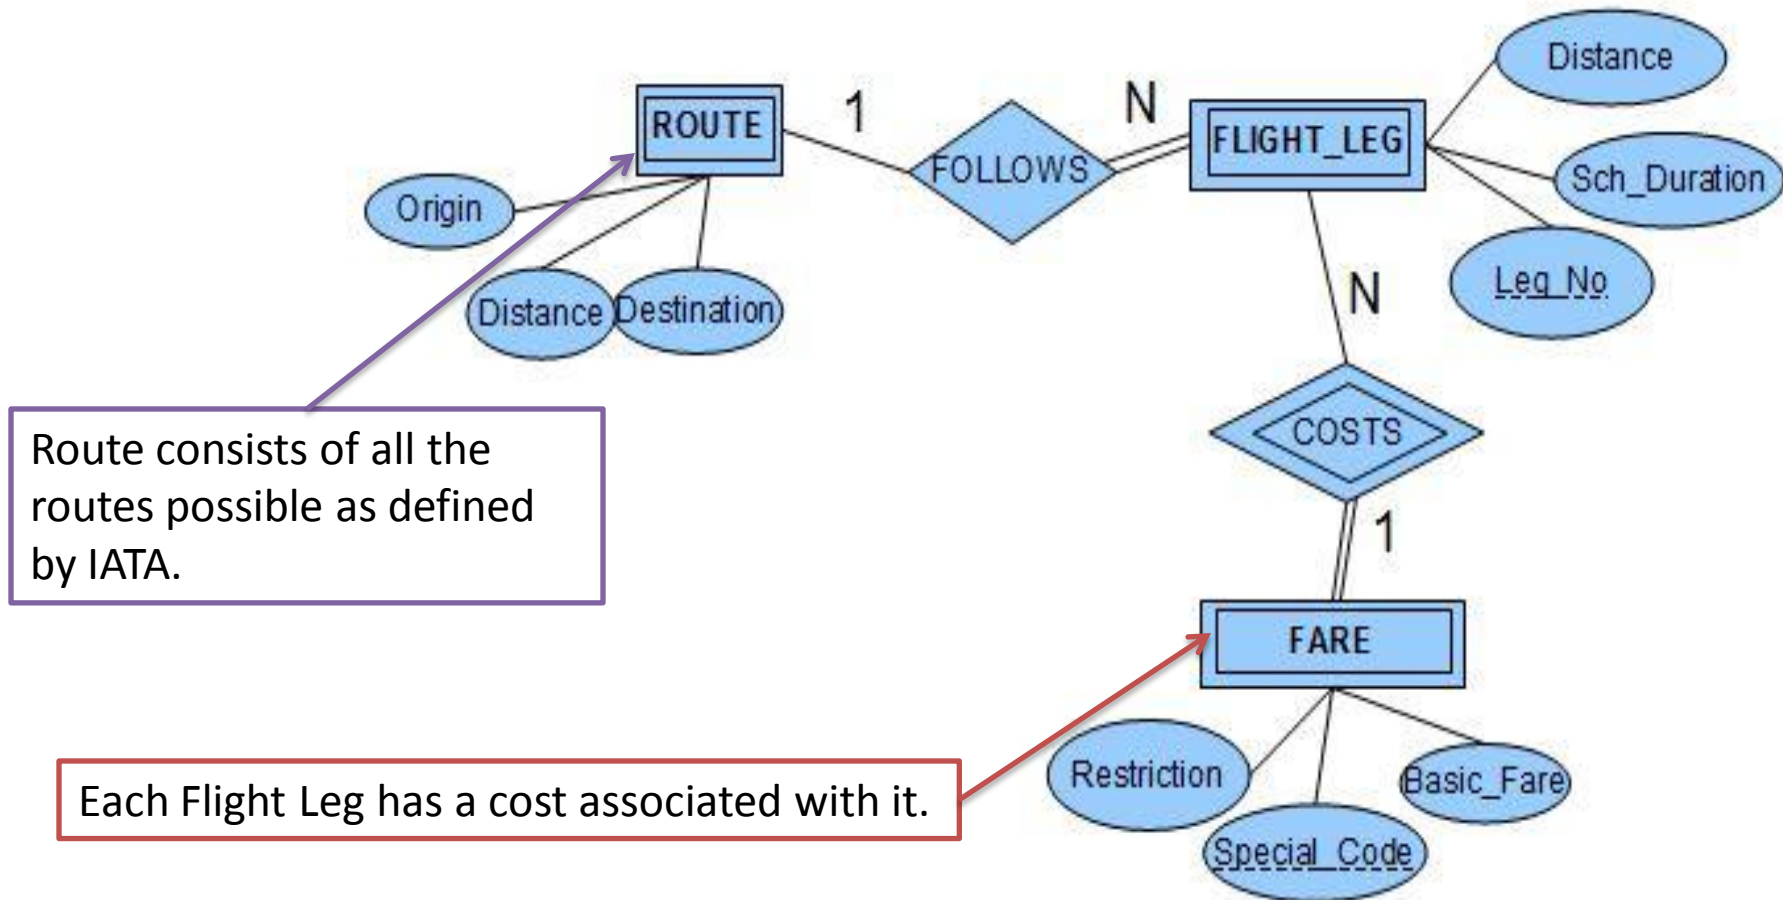 Distance
ROUTE
1
FOLLOWS
N
FLIGHT_LEG
Sch_Duration
Leg_No
Origin
Distance
Destination
N
COSTS
1
Route consists of all the
routes possible as defined
by IATA.
FARE
Each Flight Leg has a cost associated with it.
Restriction
Special_Code
Basic_Fare